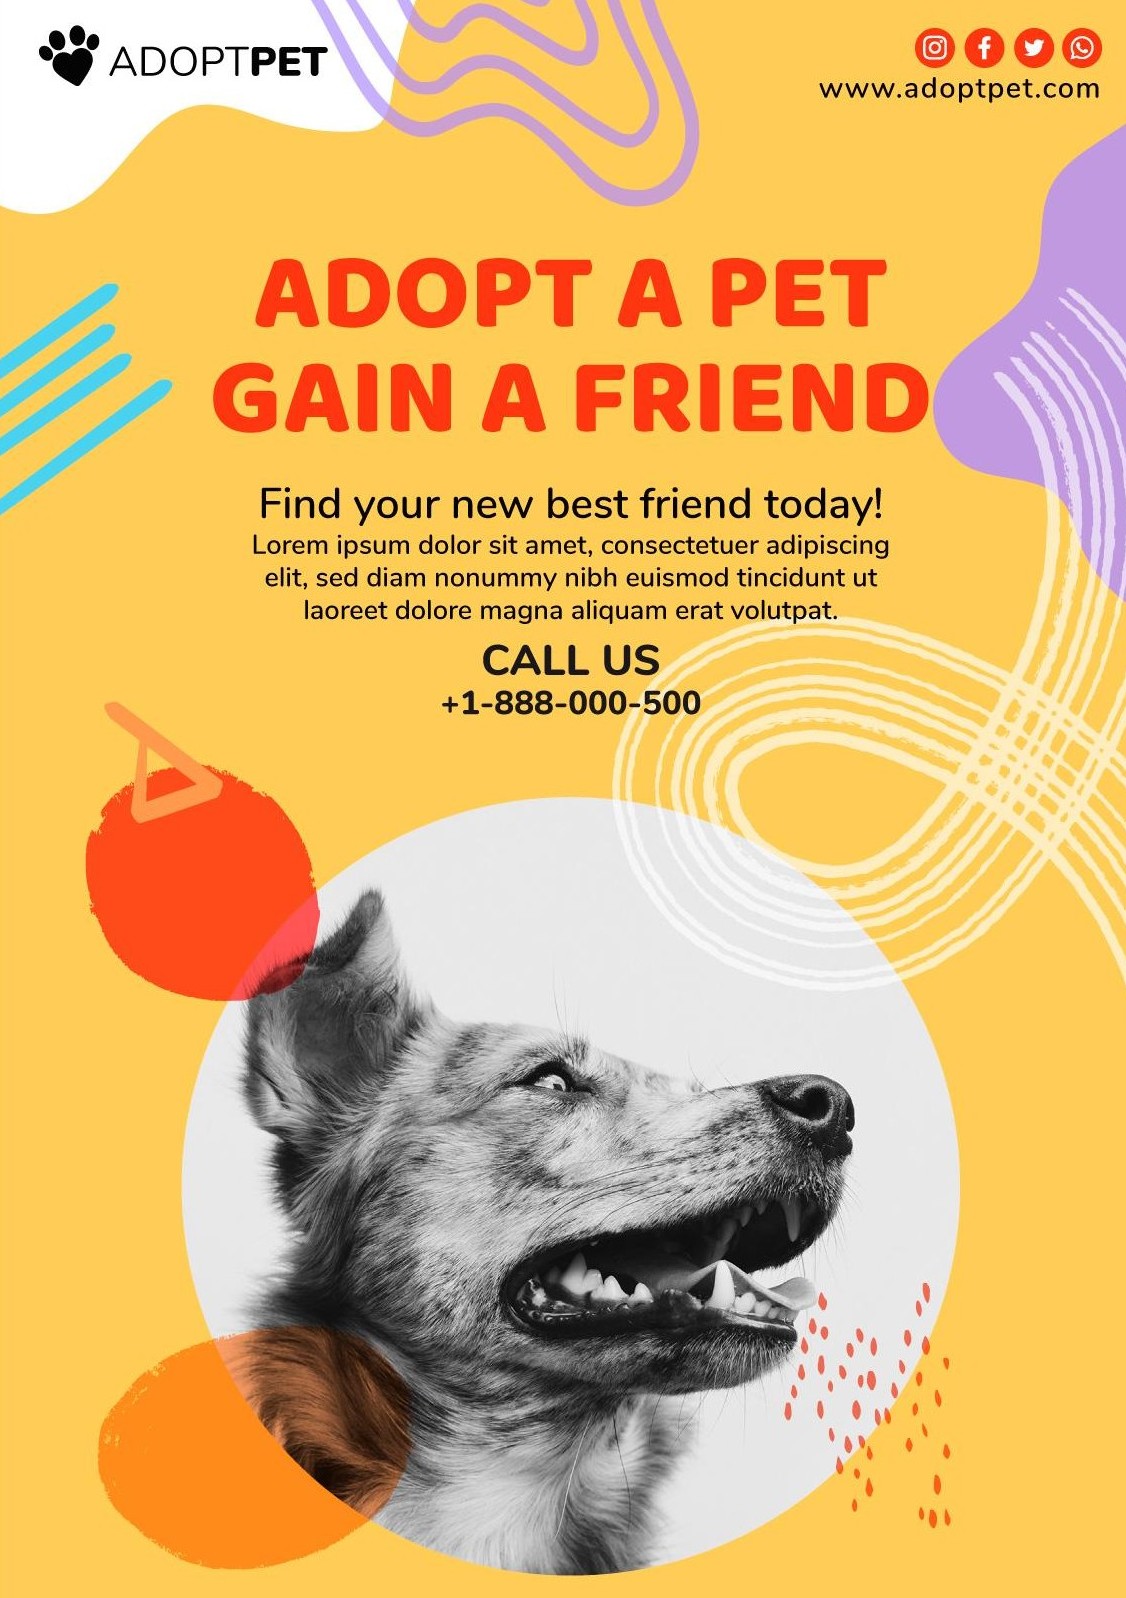 ADOPTPET
www.adoptpet.com
ADOPT A PET
GAIN A FRIEND
Find your new best friend today!
Lorem ipsum dolor sit amet, consectetuer adipiscing
elit, sed diam nonummy nibh euismod tincidunt ut
laoreet dolore magna aliquam erat volutpat.
CALL US
+1-888-000-500